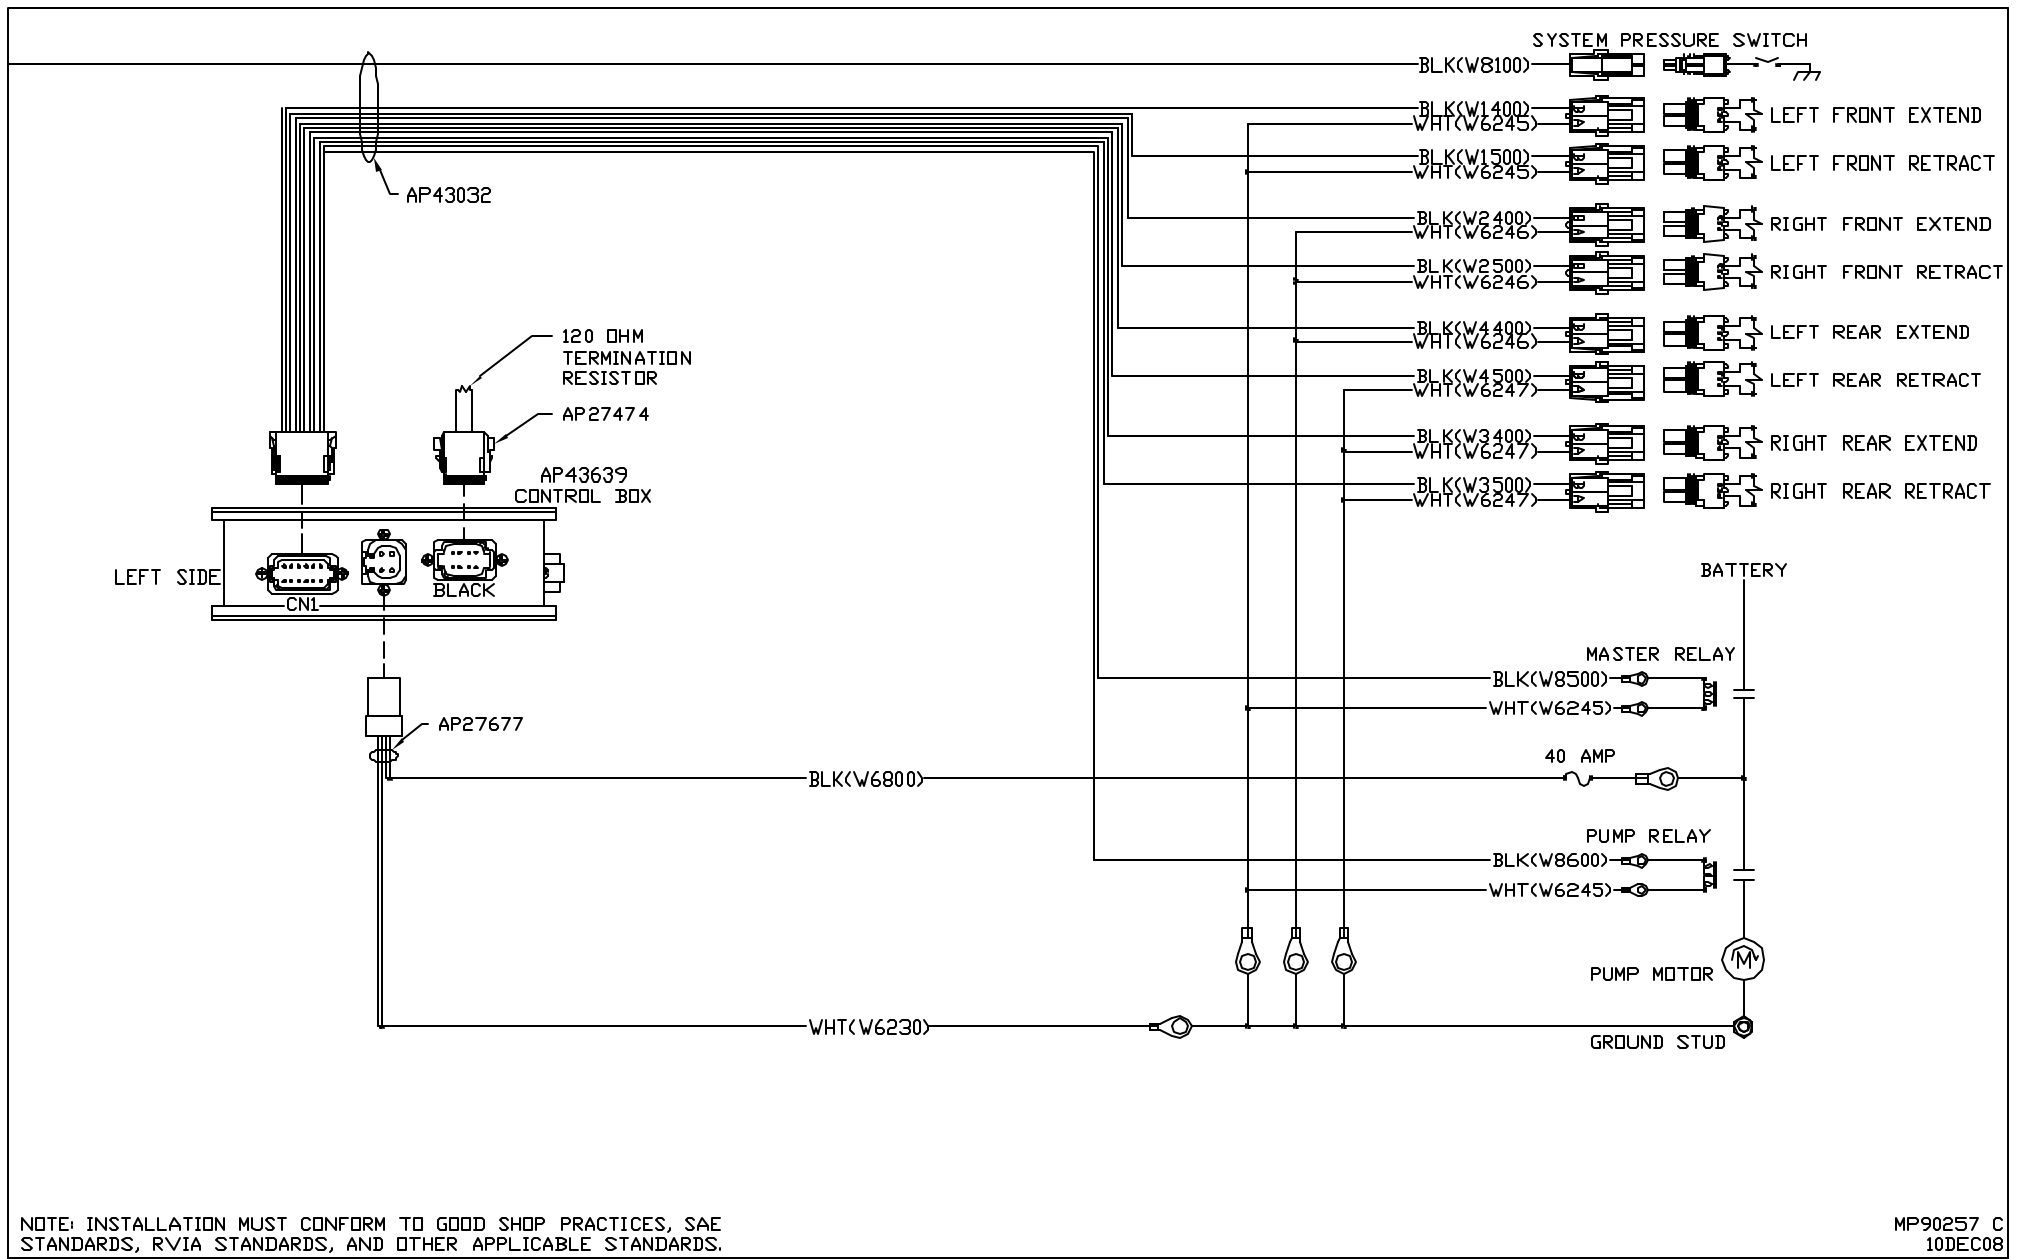 SYSTEM PRESSURE SWITCH
BLK(W8100)
BLK(W1400)
WHT(W6245)
LEFT FRONT EXTEND
BLK(W1500)
WHT(W6245)
LEFT FRONT RETRACT
AP43032
BLK(W2400)
WHT(W6246)
RIGHT FRONT EXTEND
BLK(W2500)
WHT(W6246)
RIGHT FRONT RETRACT
120 OHM
TERMINATION
RESISTOR
BLK(W4400)
WHT(W6246)
LEFT REAR EXTEND
BLK(W4500)
WHT(W6247)
LEFT REAR RETRACT
AP27474
BLK(W3400)
WHT(W6247)
RIGHT REAR EXTEND
AP43639
CONTROL BOX
BLK(W3500)
WHT(W6247)
RIGHT REAR RETRACT
LEFT SIDE
CN1
BLACK
BATTERY
MASTER RELAY
BLK(W8500)
WHT(W6245)
AP27677
40 AMP
BLK(W6800)
PUMP RELAY
BLK(W8600)
WHT(W6245)
M
PUMP MOTOR
WHT(W6230)
GROUND STUD
NOTE: INSTALLATION MUST CONFORM TO GOOD SHOP PRACTICES, SAE
STANDARDS, RVIA STANDARDS, AND OTHER APPLICABLE STANDARDS.
MP90257 C
10DEC08